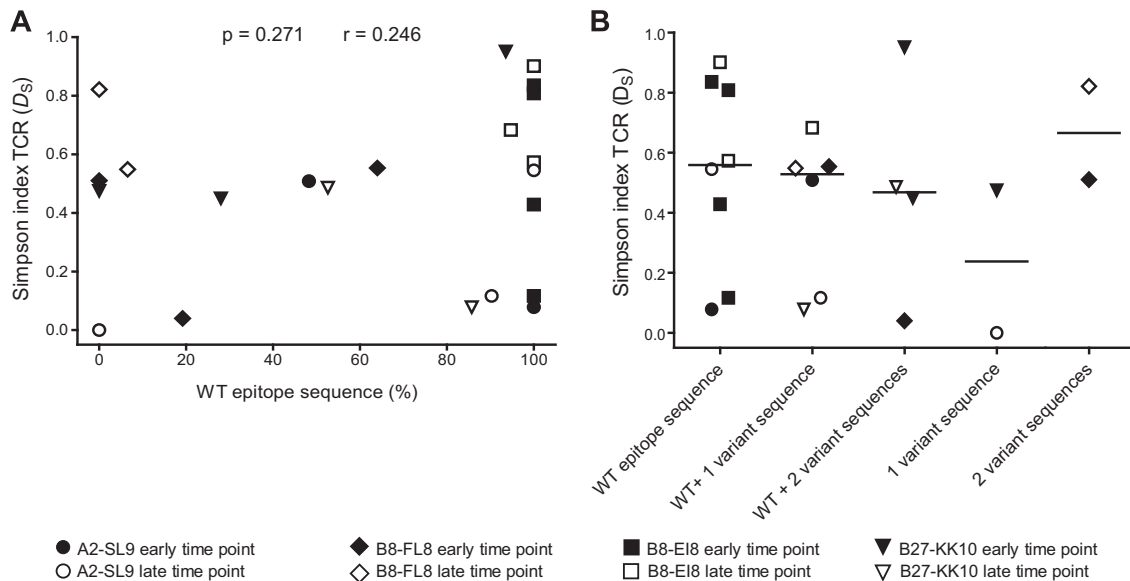 A
p = 0.271 r = 0.246
Simpson index TCR (DS)
1.0
0.8
0.6
0.4
0.2
0.0
0 20 40 60 80 100
WT epitope sequence (%)
B
Simpson index TCR (DS)
1.0
0.8
0.6
0.4
0.2
0.0
WT epitope sequence
WT+ 1 variant sequence
WT + 2 variant sequences
1 variant sequence
2 variant sequences
A2-SL9 early time point
A2-SL9 late time point
B8-FL8 early time point
B8-FL8 late time point
B8-EI8 early time point
B8-EI8 late time point
B27-KK10 early time point
B27-KK10 late time point